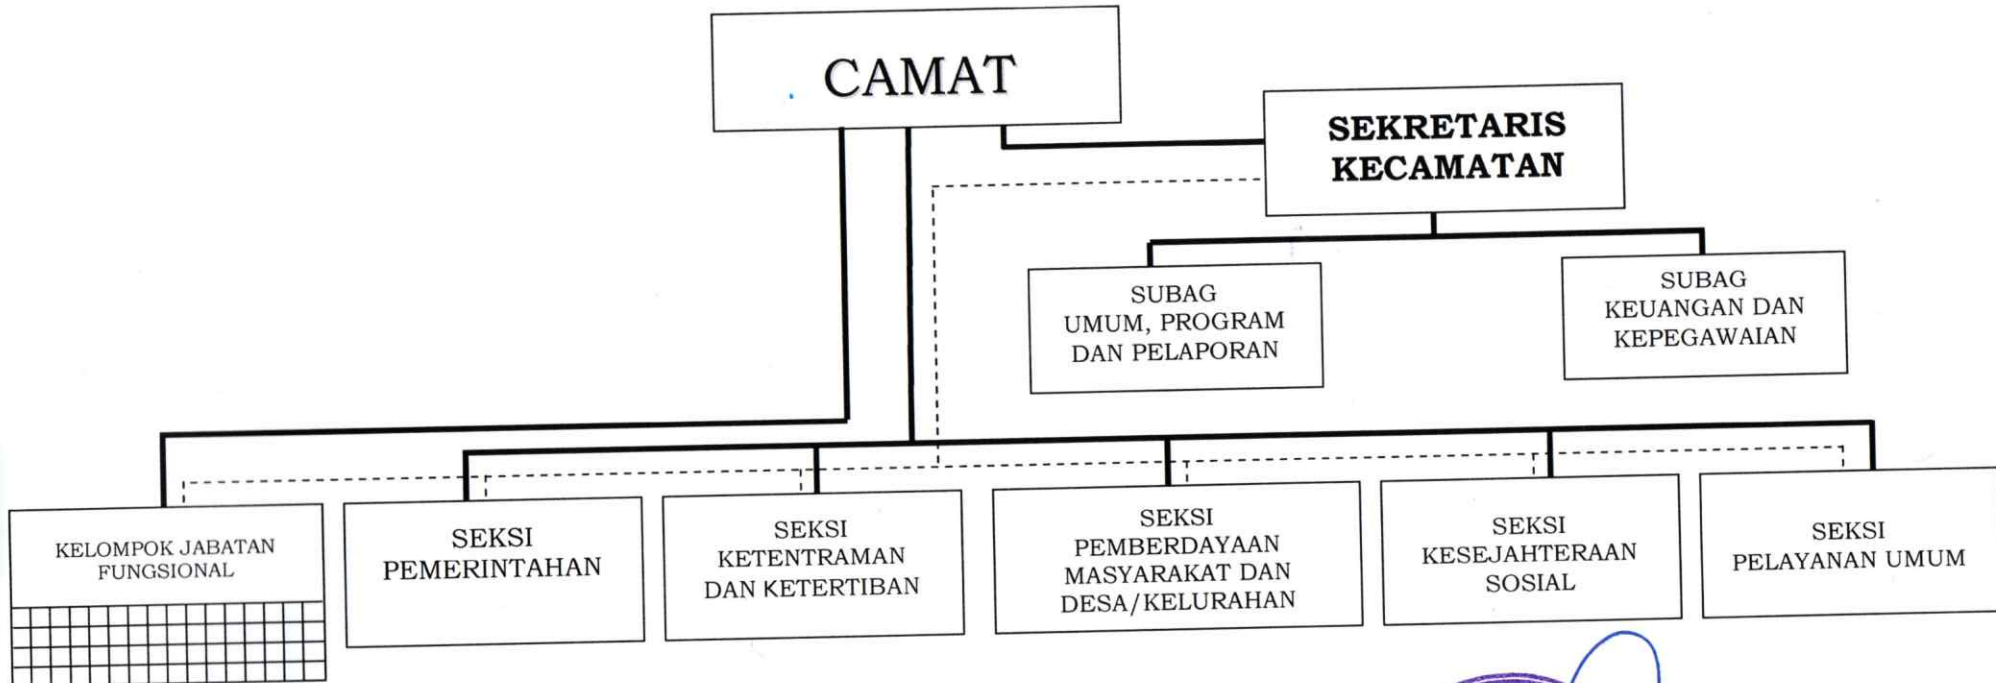 CAMAT
SEKRETARIS
KECAMATAN
SUBAG
UMUM, PROGRAM
DAN PELAPORAN
SUBAG
KEUANGAN DAN
KEPEGAWAIAN
KELOMPOK JABATAN
FUNGSIONAL
SEKSI
PEMERINTAHAN
SEKSI
KETENTRAMAN
DAN KETERTIBAN
SEKSI
PEMBERDAYAAN
MASYARAKAT DAN
DESA/KELURAHAN
SEKSI
KESEJAHTERAAN
SOSIAL
SEKSI
PELAYANAN UMUM